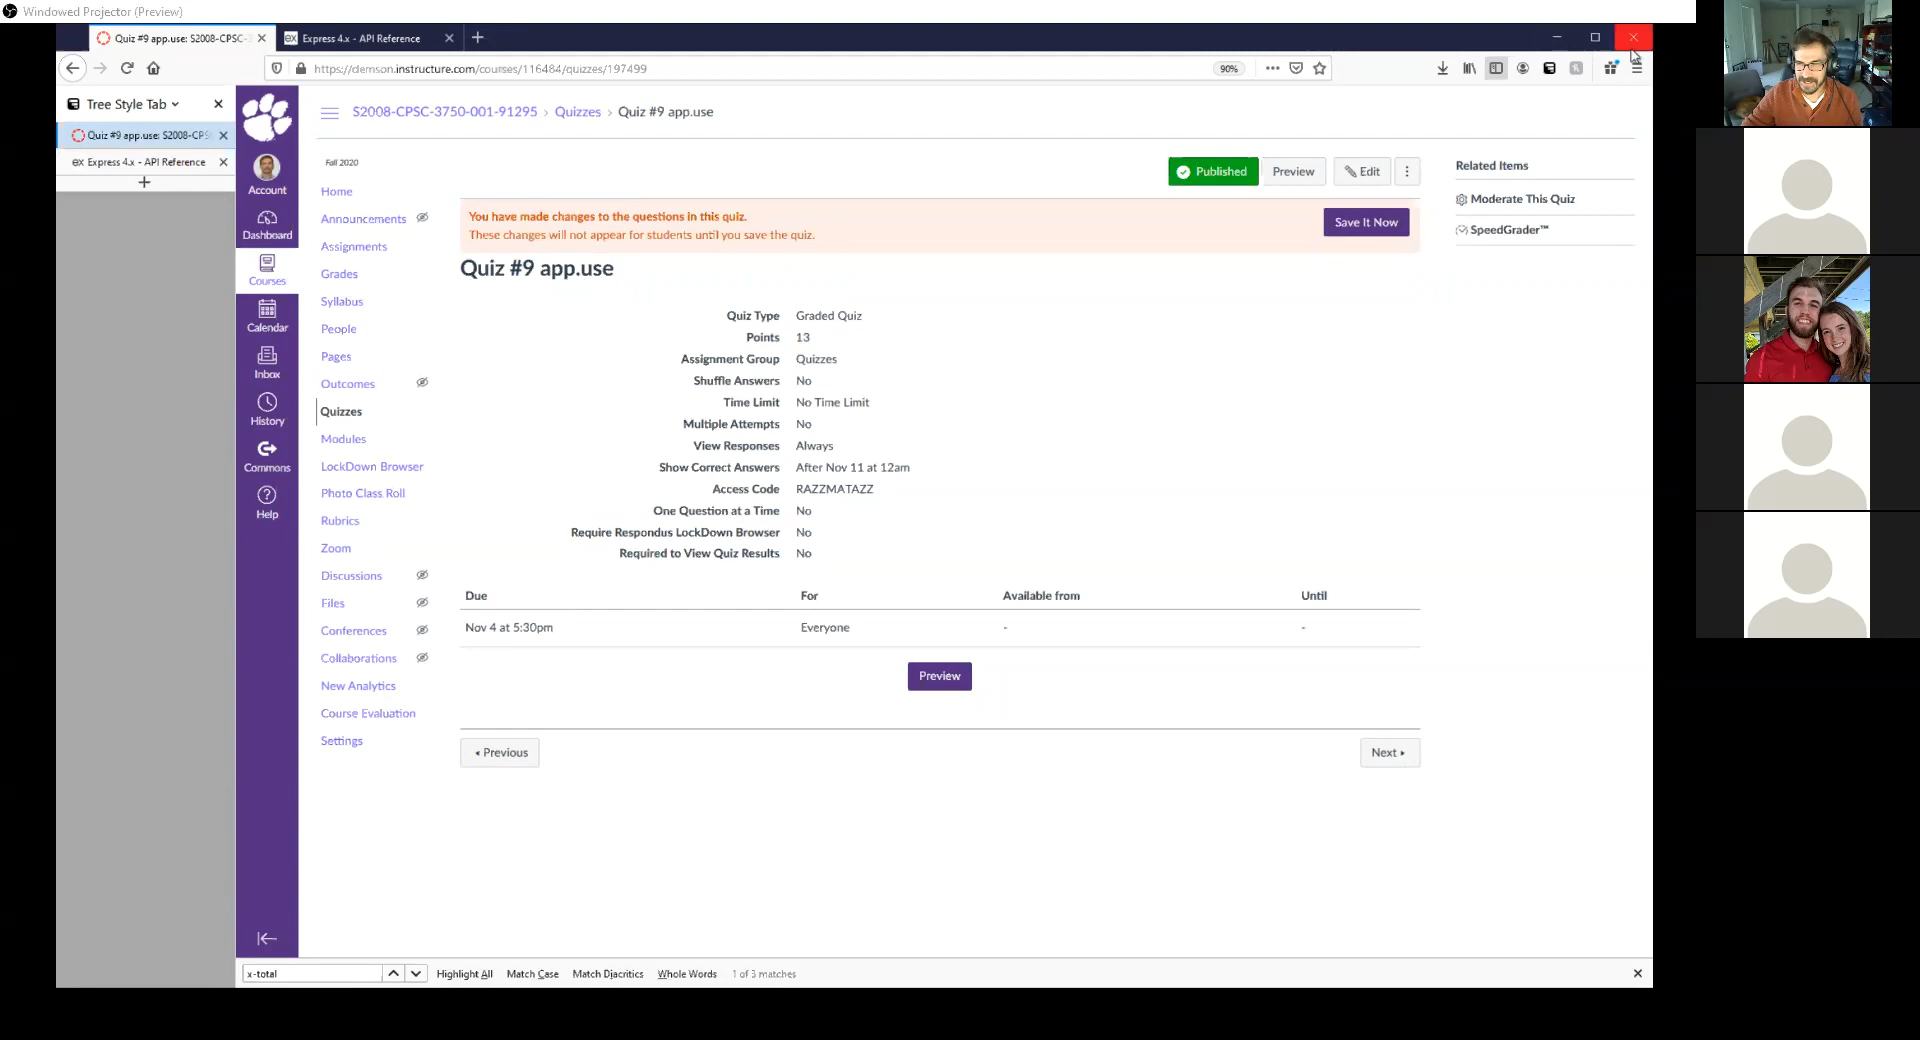 Windowed Projector (Preview)
Quiz #9 app.use: S2008-CPSC-
Express 4.x - API Reference
https://clemson.instructure.com/courses/116484/quizzes/197499
90%
Tree Style Tab
Quiz #9 app.use: S2008-CPS
ex Express 4.x - API Reference
Account
Dashboard
Courses
Calendar
Inbox
History
Commons
Help
S2008-CPSC-3750-001-91295 › Quizzes › Quiz #9 app.use
Fall 2020
Home
Announcements
Assignments
Grades
Syllabus
People
Pages
Outcomes
Quizzes
Modules
LockDown Browser
Photo Class Roll
Rubrics
Zoom
Discussions
Files
Conferences
Collaborations
New Analytics
Course Evaluation
Settings
Published
Preview
Edit
You have made changes to the questions in this quiz.
These changes will not appear for students until you save the quiz.
Save It Now
Quiz #9 app.use
Quiz Type Graded Quiz
Points 13
Assignment Group Quizzes
Shuffle Answers No
Time Limit No Time Limit
Multiple Attempts No
View Responses Always
Show Correct Answers After Nov 11 at 12am
Access Code RAZZMATAZZ
One Question at a Time No
Require Respondus LockDown Browser No
Required to View Quiz Results No
Due For Available from Until
Nov 4 at 5:30pm Everyone - -
Preview
Previous
Next
Related Items
Moderate This Quiz
SpeedGrader™
x-total
Highlight All Match Case Match Diacritics Whole Words 1 of 3 matches